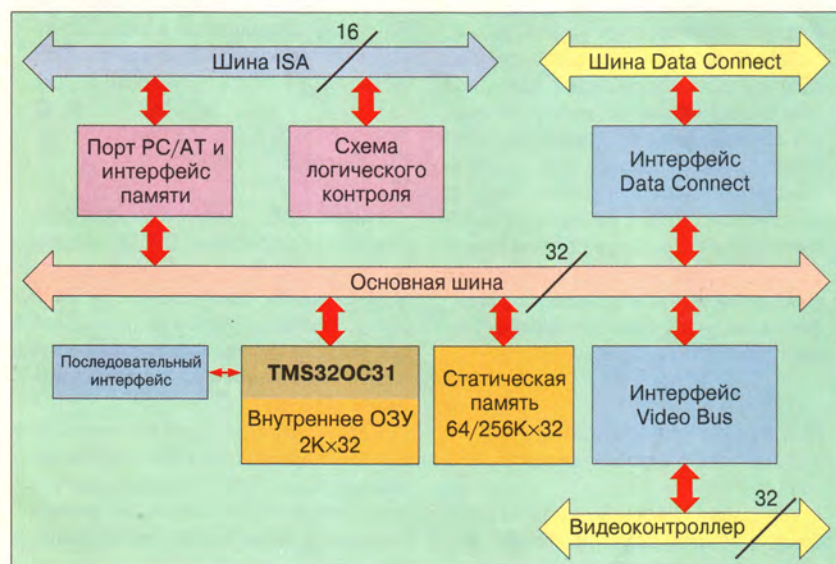 16
Шина ISA
Шина Data Connect
Порт PC/AT и
интерфейс
памяти
Схема
логического
контроля
Интерфейс
Data Connect
32
Основная шина
Последовательный
интерфейс
TMS32OC31
Внутреннее ОЗУ
2K×32
Статическая
память
64/256K×32
Интерфейс
Video Bus
32
Видеоконтроллер